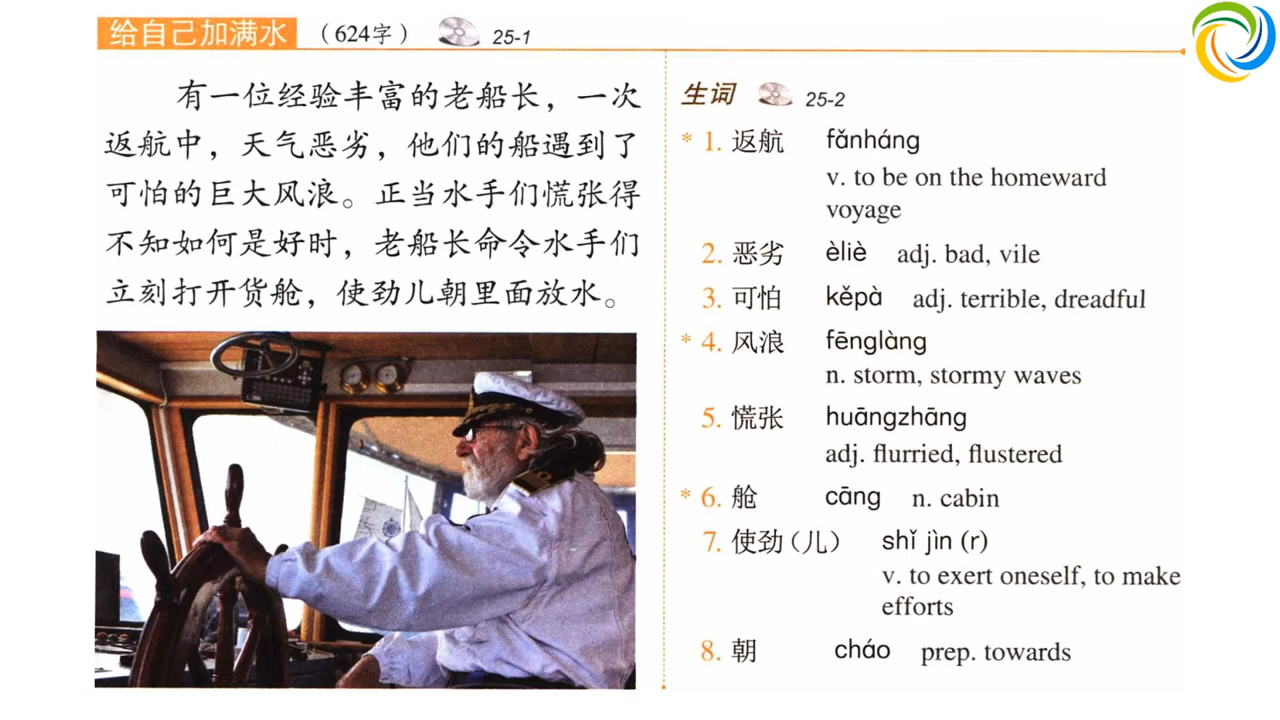 给自己加满水 （624字） 25-1
有一位经验丰富的老船长，一次
返航中，天气恶劣，他们的船遇到了
可怕的巨大风浪。正当水手们慌张得
不知如何是好时，老船长命令水手们
立刻打开货舱，使劲儿朝里面放水。
生词 25-2
* 1. 返航 fǎnháng
v. to be on the homeward
voyage
2. 恶劣 èliè adj. bad, vile
3. 可怕 kěpà adj. terrible, dreadful
* 4. 风浪 fēnglàng
n. storm, stormy waves
5. 慌张 huāngzhāng
adj. flurried, flustered
* 6. 舱 cāng n. cabin
7. 使劲（儿） shǐ jìn (r)
v. to exert oneself, to make
efforts
8. 朝 cháo prep. towards